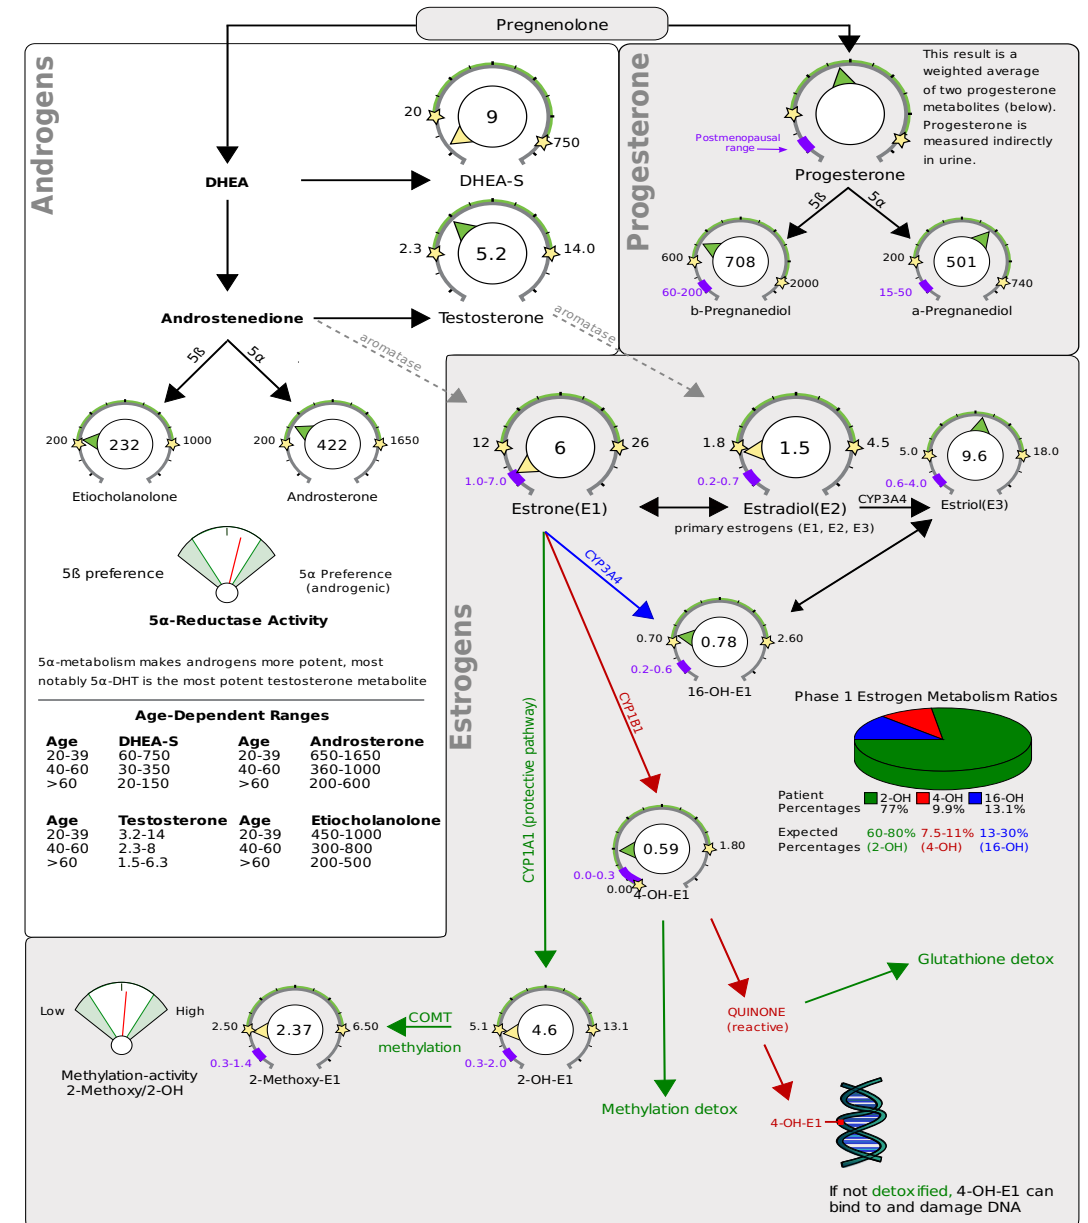 Pregnenolone
Androgens
DHEA
20
9
750
DHEA-S
2.3
5.2
14.0
Testosterone
Androstenedione
aromatase
aromatase
5ß
5α
200
232
1000
Etiocholanolone
200
422
1650
Androsterone
5ß preference
5α Preference
(androgenic)
5α-Reductase Activity
5α-metabolism makes androgens more potent, most
notably 5α-DHT is the most potent testosterone metabolite
Age-Dependent Ranges
Age DHEA-S Age Androsterone
20-39 60-750 20-39 650-1650
40-60 30-350 40-60 360-1000
>60 20-150 >60 200-600
Age Testosterone Age Etiocholanolone
20-39 3.2-14 20-39 450-1000
40-60 2.3-8 40-60 300-800
>60 1.5-6.3 >60 200-500
Progesterone
This result is a
weighted average
of two progesterone
metabolites (below).
Progesterone is
measured indirectly
in urine.
Postmenopausal
range
Progesterone
5ß
5α
600
708
2000
60-200
b-Pregnanediol
200
501
740
15-50
a-Pregnanediol
Estrogens
12
6
26
1.0-7.0
Estrone(E1)
1.8
1.5
4.5
0.2-0.7
Estradiol(E2)
CYP3A4
5.0
9.6
18.0
0.6-4.0
Estriol(E3)
primary estrogens (E1, E2, E3)
CYP3A4
0.70
0.78
2.60
0.2-0.6
16-OH-E1
CYP1B1
CYP1A1 (protective pathway)
Phase 1 Estrogen Metabolism Ratios
Patient
Percentages
2-OH
77%
4-OH
9.9%
16-OH
13.1%
Expected
Percentages
60-80%
(2-OH)
7.5-11%
(4-OH)
13-30%
(16-OH)
0.59
1.80
0.0-0.3
0.00
4-OH-E1
Low
High
Methylation-activity
2-Methoxy/2-OH
2.50
2.37
6.50
0.3-1.4
2-Methoxy-E1
COMT
methylation
5.1
4.6
13.1
0.3-2.0
2-OH-E1
Methylation detox
Glutathione detox
QUINONE
(reactive)
4-OH-E1
If not detoxified, 4-OH-E1 can
bind to and damage DNA